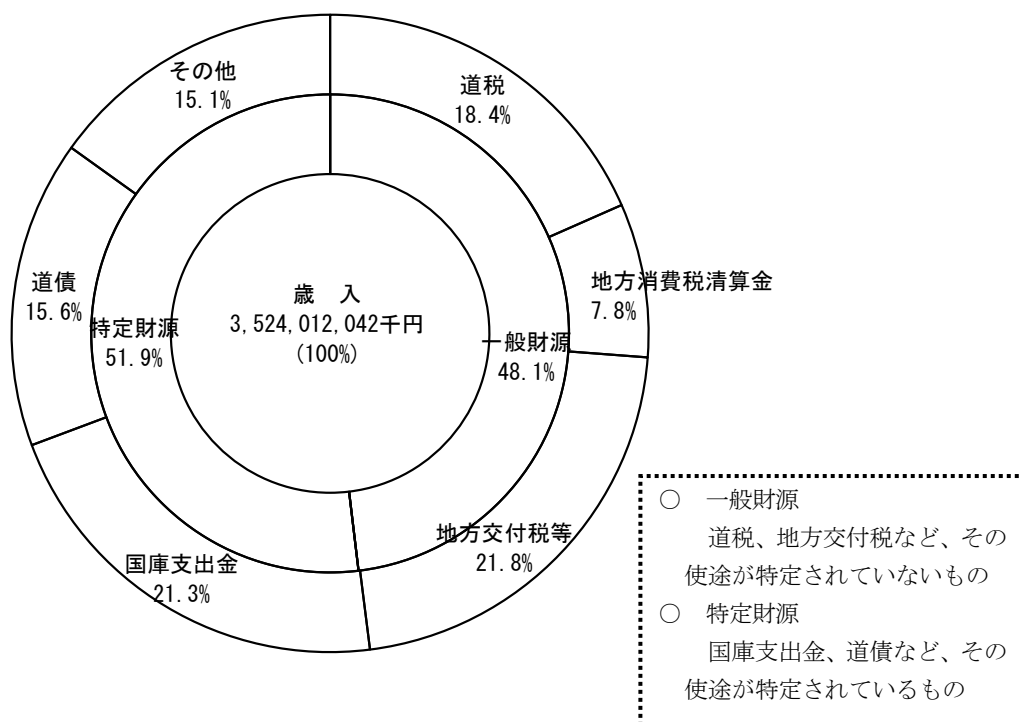 その他
15.1%
道税
18.4%
道債
15.6%
特定財源
51.9%
歳 入
3,524,012,042千円
(100%)
一般財源
48.1%
地方消費税清算金
7.8%
国庫支出金
21.3%
地方交付税等
21.8%
○ 一般財源
道税、地方交付税など、その
使途が特定されていないもの
○ 特定財源
国庫支出金、道債など、その
使途が特定されているもの